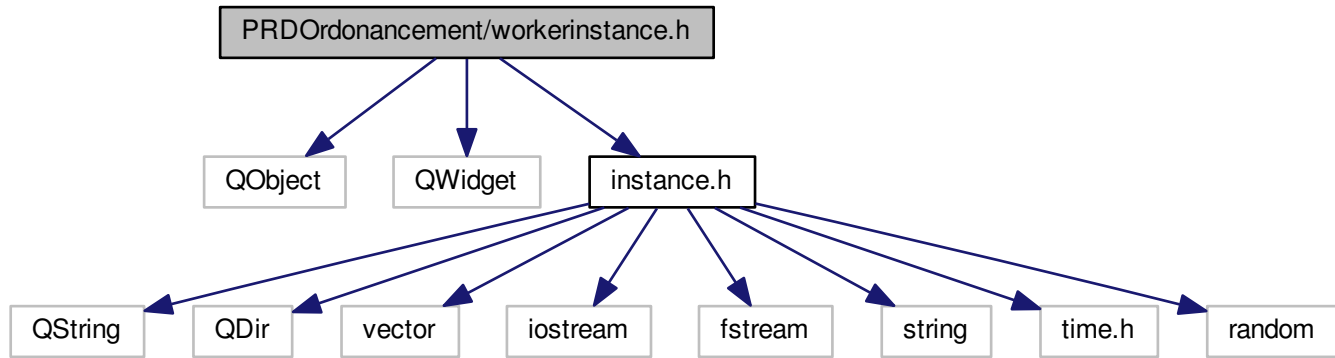 PRDOrdonancement/workerinstance.h
QObject
QWidget
instance.h
QString
QDir
vector
iostream
fstream
string
time.h
random